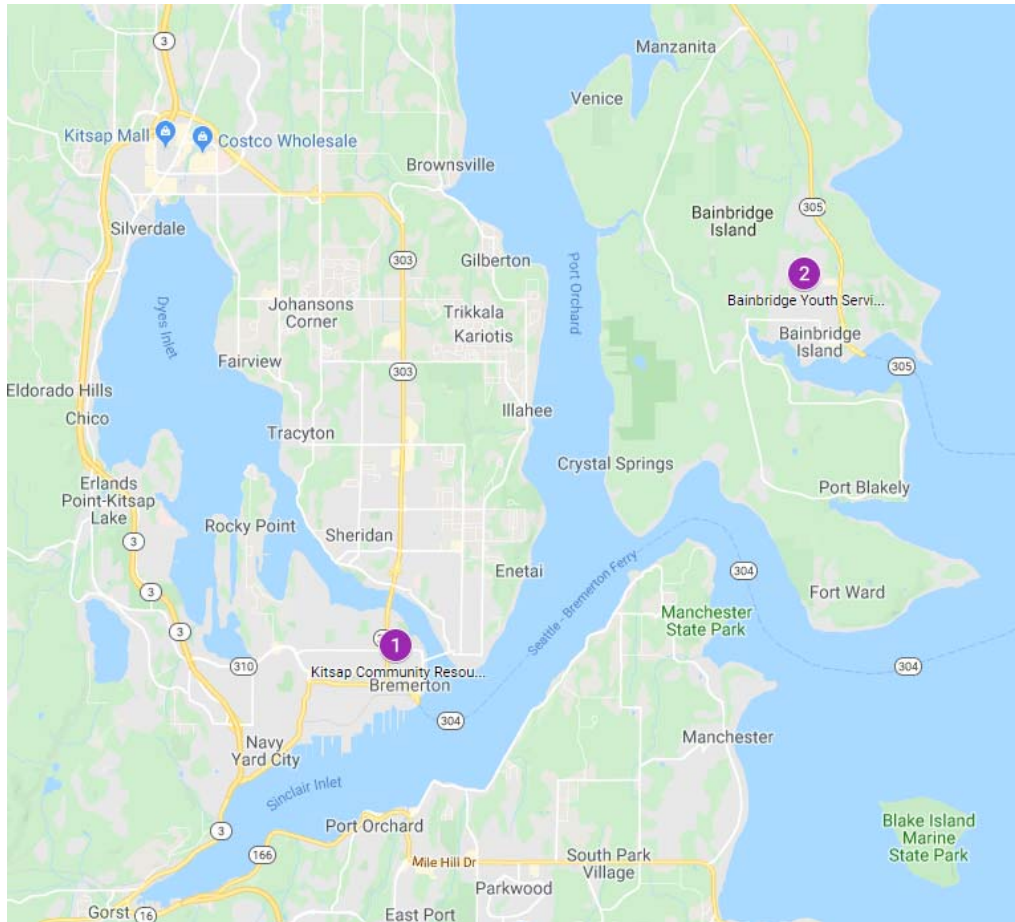 3
Manzanita
Venice
Kitsap Mall
Costco Wholesale
Brownsville
305
Bainbridge
Island
Silverdale
303
Gilberton
Port Orchard
2
Bainbridge Youth Servi...
Dyes Inlet
Johansons
Corner
Trikkala
Kariotis
Bainbridge
Island
Fairview
303
305
Eldorado Hills
Chico
Illahee
Tracyton
Crystal Springs
Erlands
Point-Kitsap
Lake
Port Blakely
Rocky Point
Sheridan
3
Enetai
304
3
Seattle - Bremerton Ferry
Fort Ward
Manchester
State Park
3
1
310
Kitsap Community Resou...
304
Bremerton
304
Navy
Yard City
Manchester
Sinclair Inlet
3
Port Orchard
Blake Island
Marine
State Park
166
Mile Hill Dr
South Park
Village
Parkwood
Gorst
16
East Port